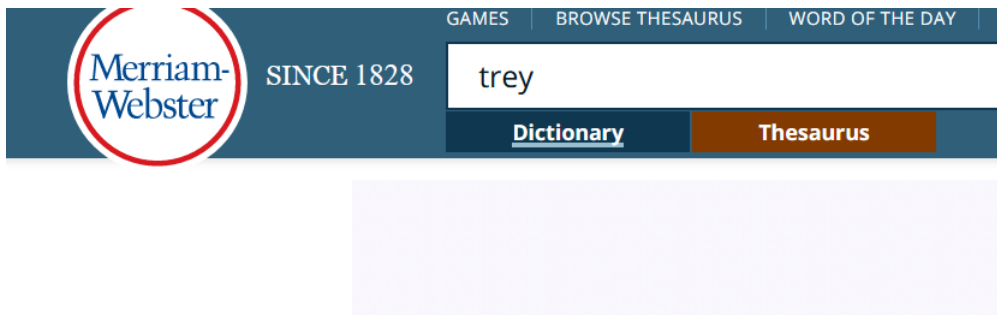 GAMES BROWSE THESAURUS WORD OF THE DAY
Merriam-
Webster
SINCE 1828
trey
Dictionary Thesaurus